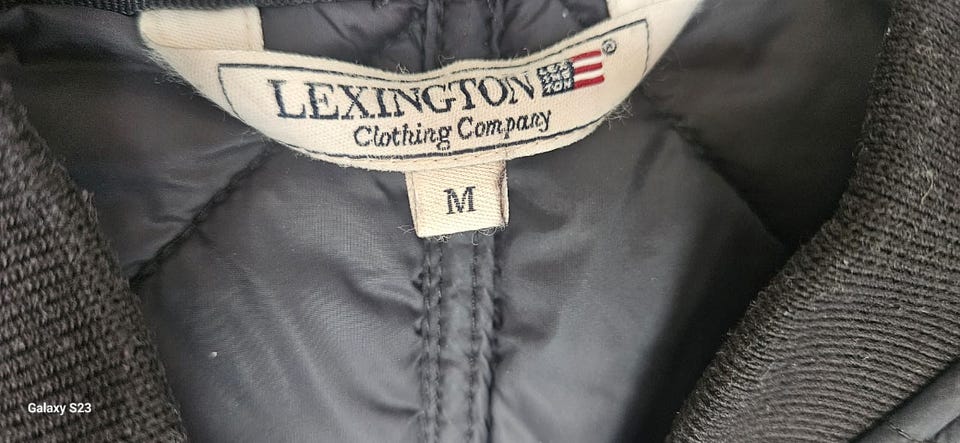 LEXINGTON ®
Clothing Company
M
Galaxy S23